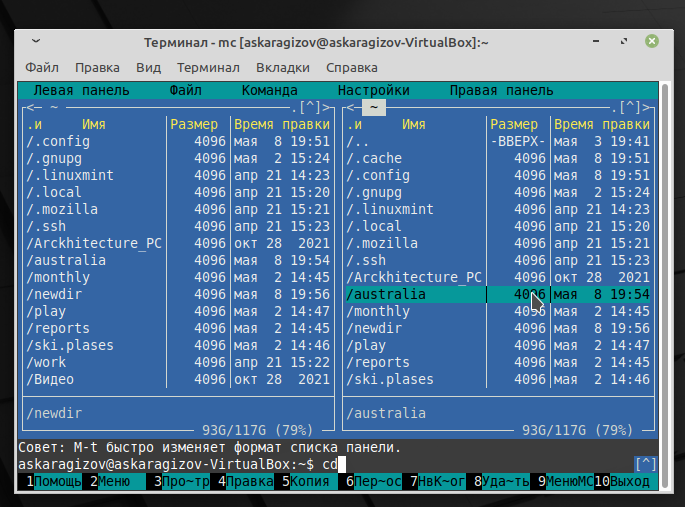 Терминал - mc [askaragizov@askaragizov-VirtualBox]:~
Файл Правка Вид Терминал Вкладки Справка
Левая панель Файл Команда Настройки Правая панель
<─ ~ .[^]> <─ ~ .[^]>
.и Имя Размер Время правки .и Имя Размер Время правки
/.config 4096 мая 8 19:51 /.. -ВВЕРХ- мая 3 19:41
/.gnupg 4096 мая 2 15:24 /.cache 4096 мая 8 19:51
/.linuxmint 4096 апр 21 14:23 /.config 4096 мая 8 19:51
/.local 4096 апр 21 15:20 /.gnupg 4096 мая 2 15:24
/.mozilla 4096 апр 21 15:21 /.linuxmint 4096 апр 21 14:23
/.ssh 4096 апр 21 15:23 /.local 4096 апр 21 15:20
/Arckhitecture_PC 4096 окт 28 2021 /.mozilla 4096 апр 21 15:21
/australia 4096 мая 8 19:54 /.ssh 4096 апр 21 15:23
/monthly 4096 мая 2 14:45 /Arckhitecture_PC 4096 окт 28 2021
/newdir 4096 мая 8 19:56 /australia 4096 мая 8 19:54
/play 4096 мая 2 14:47 /monthly 4096 мая 2 14:45
/reports 4096 мая 2 14:45 /newdir 4096 мая 8 19:56
/ski.plases 4096 мая 2 14:46 /play 4096 мая 2 14:47
/work 4096 апр 21 15:22 /reports 4096 мая 2 14:45
/Видео 4096 окт 28 2021 /ski.plases 4096 мая 2 14:46
/newdir /australia
93G/117G (79%) 93G/117G (79%)
Совет: M-t быстро изменяет формат списка панели.
askaragizov@askaragizov-VirtualBox:~$ cd [^]
1Помощь 2Меню 3Про~тр 4Правка 5Копия 6Пер~ос 7НвК~ог 8Уда~ть 9МенюМС 10Выход